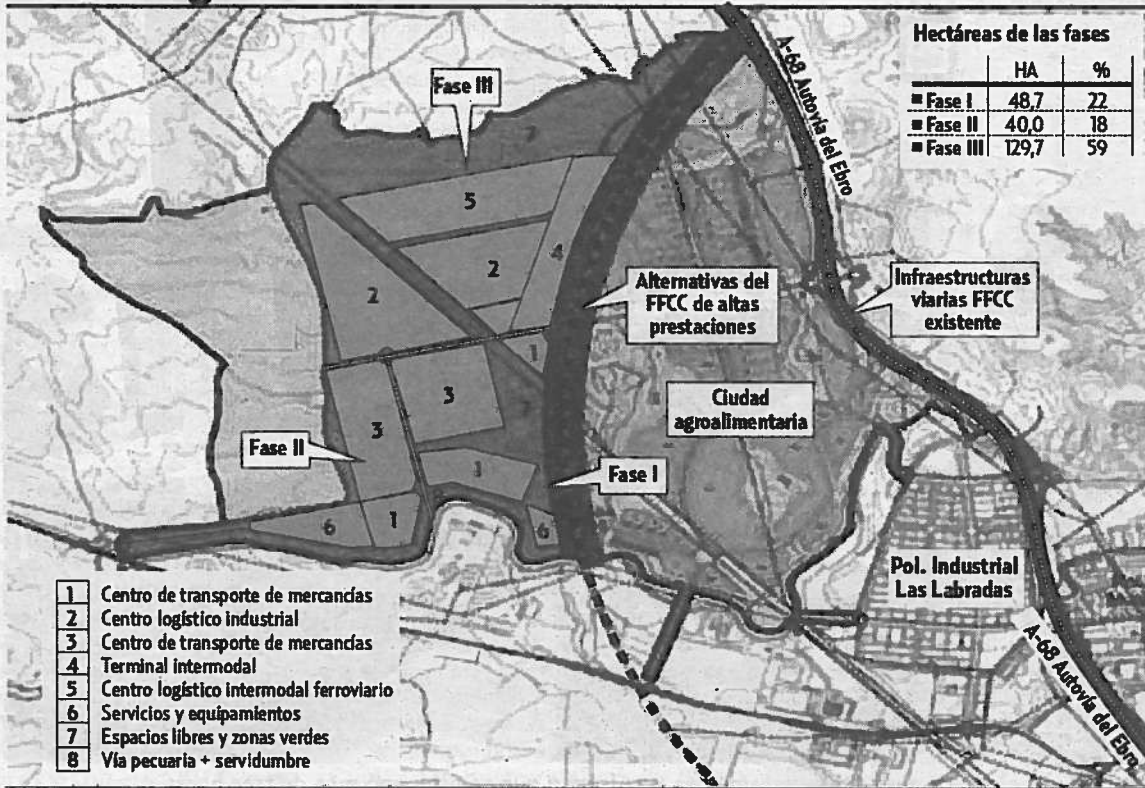 Hectáreas de las fases
HA %
Fase I 48,7 22
Fase II 40,0 18
Fase III 129,7 59
A-68 Autovía del Ebro
Fase III
7
5
4
2
2
Alternativas del
FFCC de altas
prestaciones
Infraestructuras
viarias FFCC
existente
1
3
3
Ciudad
agroalimentaria
Fase II
1
Fase I
6
1
6
Pol. Industrial
Las Labradas
A-68 Autovía del Ebro
1 Centro de transporte de mercancías
2 Centro logístico industrial
3 Centro de transporte de mercancías
4 Terminal intermodal
5 Centro logístico intermodal ferroviario
6 Servicios y equipamientos
7 Espacios libres y zonas verdes
8 Vía pecuaria + servidumbre